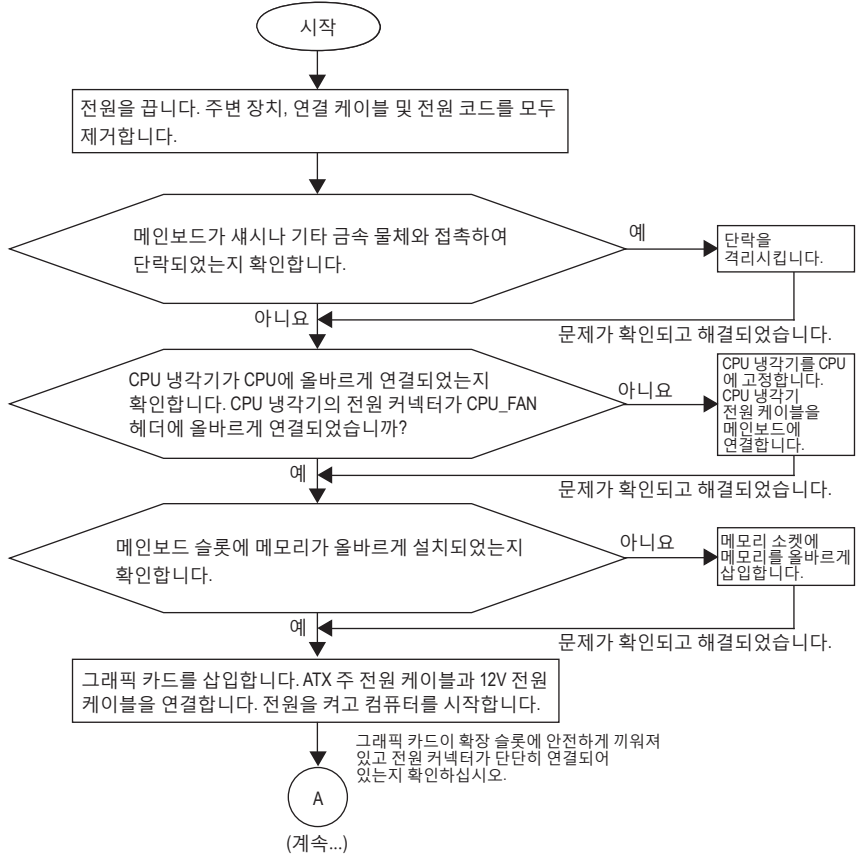 시작
전원을 끕니다. 주변 장치, 연결 케이블 및 전원 코드를 모두
제거합니다.
메인보드가 섀시나 기타 금속 물체와 접촉하여
단락되었는지 확인합니다.
예
단락을
격리시킵니다.
아니요
문제가 확인되고 해결되었습니다.
CPU 냉각기가 CPU에 올바르게 연결되었는지
확인합니다. CPU 냉각기의 전원 커넥터가 CPU_FAN
헤더에 올바르게 연결되었습니까?
아니요
CPU 냉각기를 CPU
에 고정합니다.
CPU 냉각기
전원 케이블을
메인보드에
연결합니다.
예
문제가 확인되고 해결되었습니다.
메인보드 슬롯에 메모리가 올바르게 설치되었는지
확인합니다.
아니요
메모리 소켓에
메모리를 올바르게
삽입합니다.
예
문제가 확인되고 해결되었습니다.
그래픽 카드를 삽입합니다. ATX 주 전원 케이블과 12V 전원
케이블을 연결합니다. 전원을 켜고 컴퓨터를 시작합니다.
그래픽 카드이 확장 슬롯에 안전하게 끼워져
있고 전원 커넥터가 단단히 연결되어
있는지 확인하십시오.
A
(계속...)